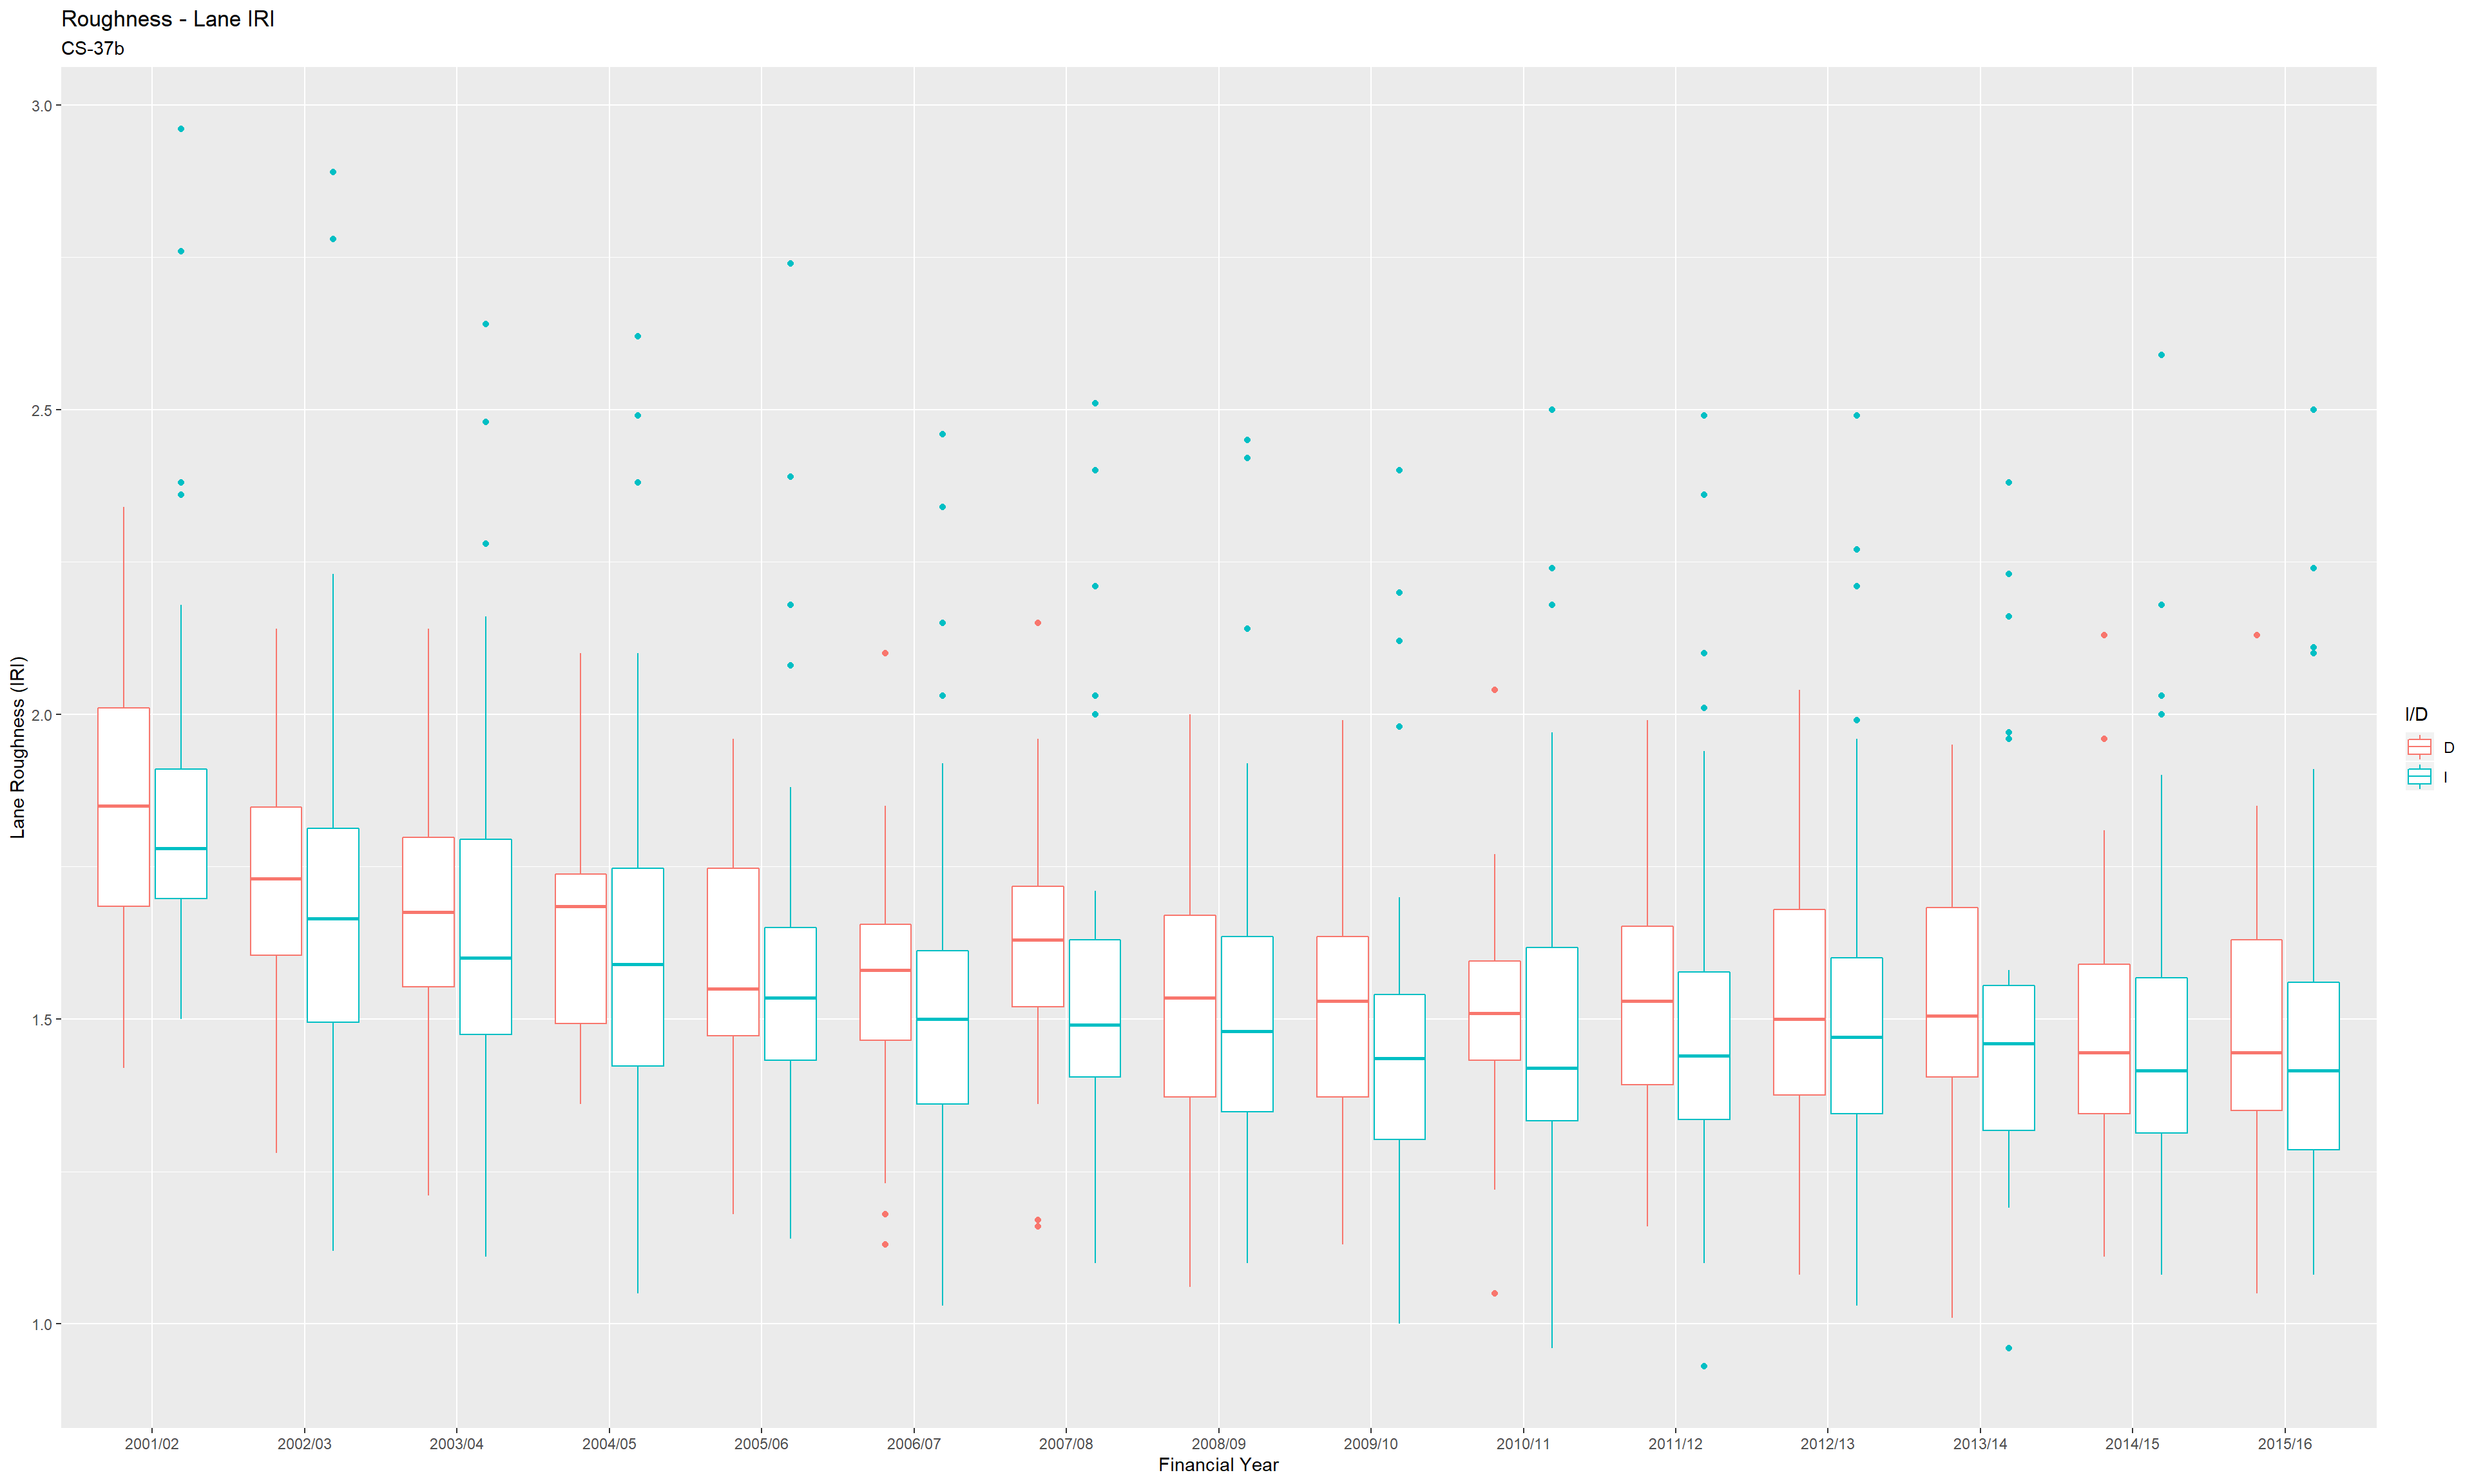 Roughness - Lane IRI
CS-37b
Lane Roughness (IRI)
3.0
2.5
2.0
1.5
1.0
2001/02 2002/03 2003/04 2004/05 2005/06 2006/07 2007/08 2008/09 2009/10 2010/11 2011/12 2012/13 2013/14 2014/15 2015/16
Financial Year
I/D
D
I